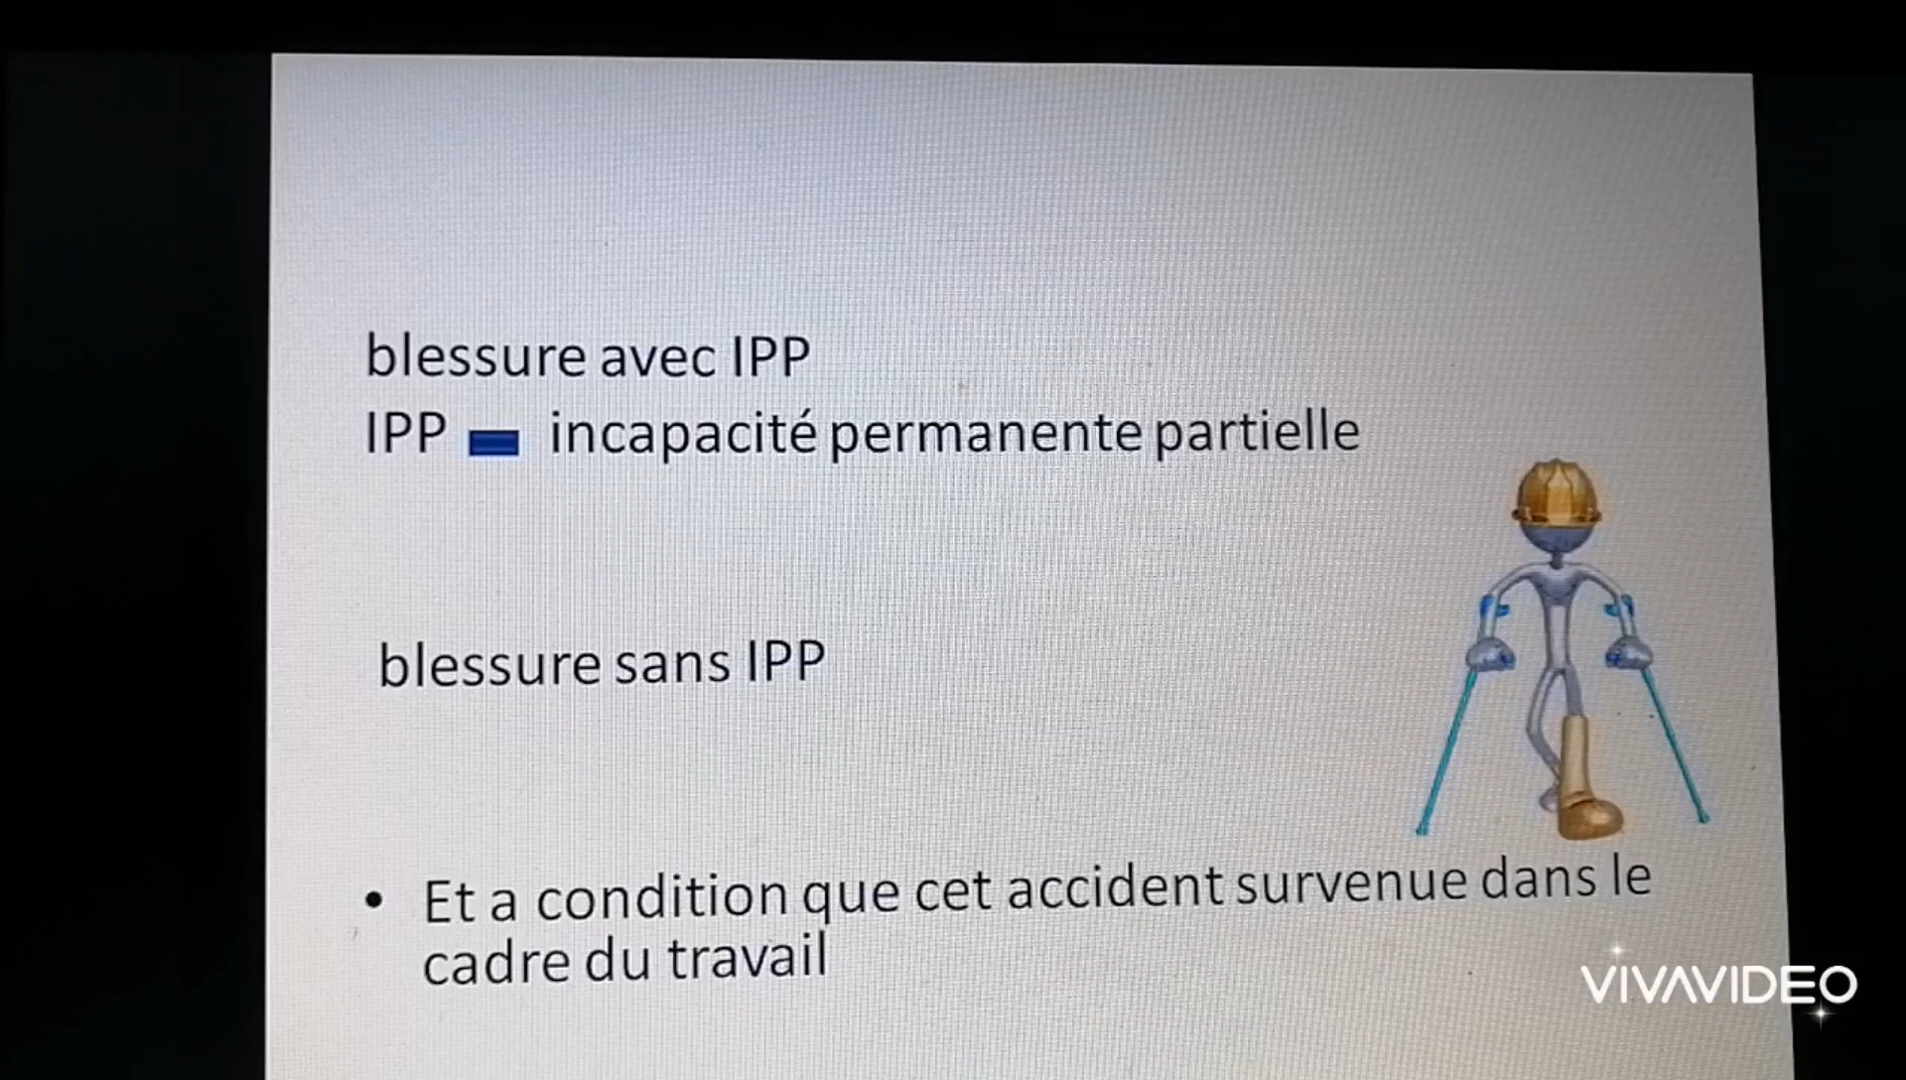 blessure avec IPP
IPP incapacité permanente partielle
blessure sans IPP
• Et a condition que cet accident survenue dans le
cadre du travail
VIVAVIDEO